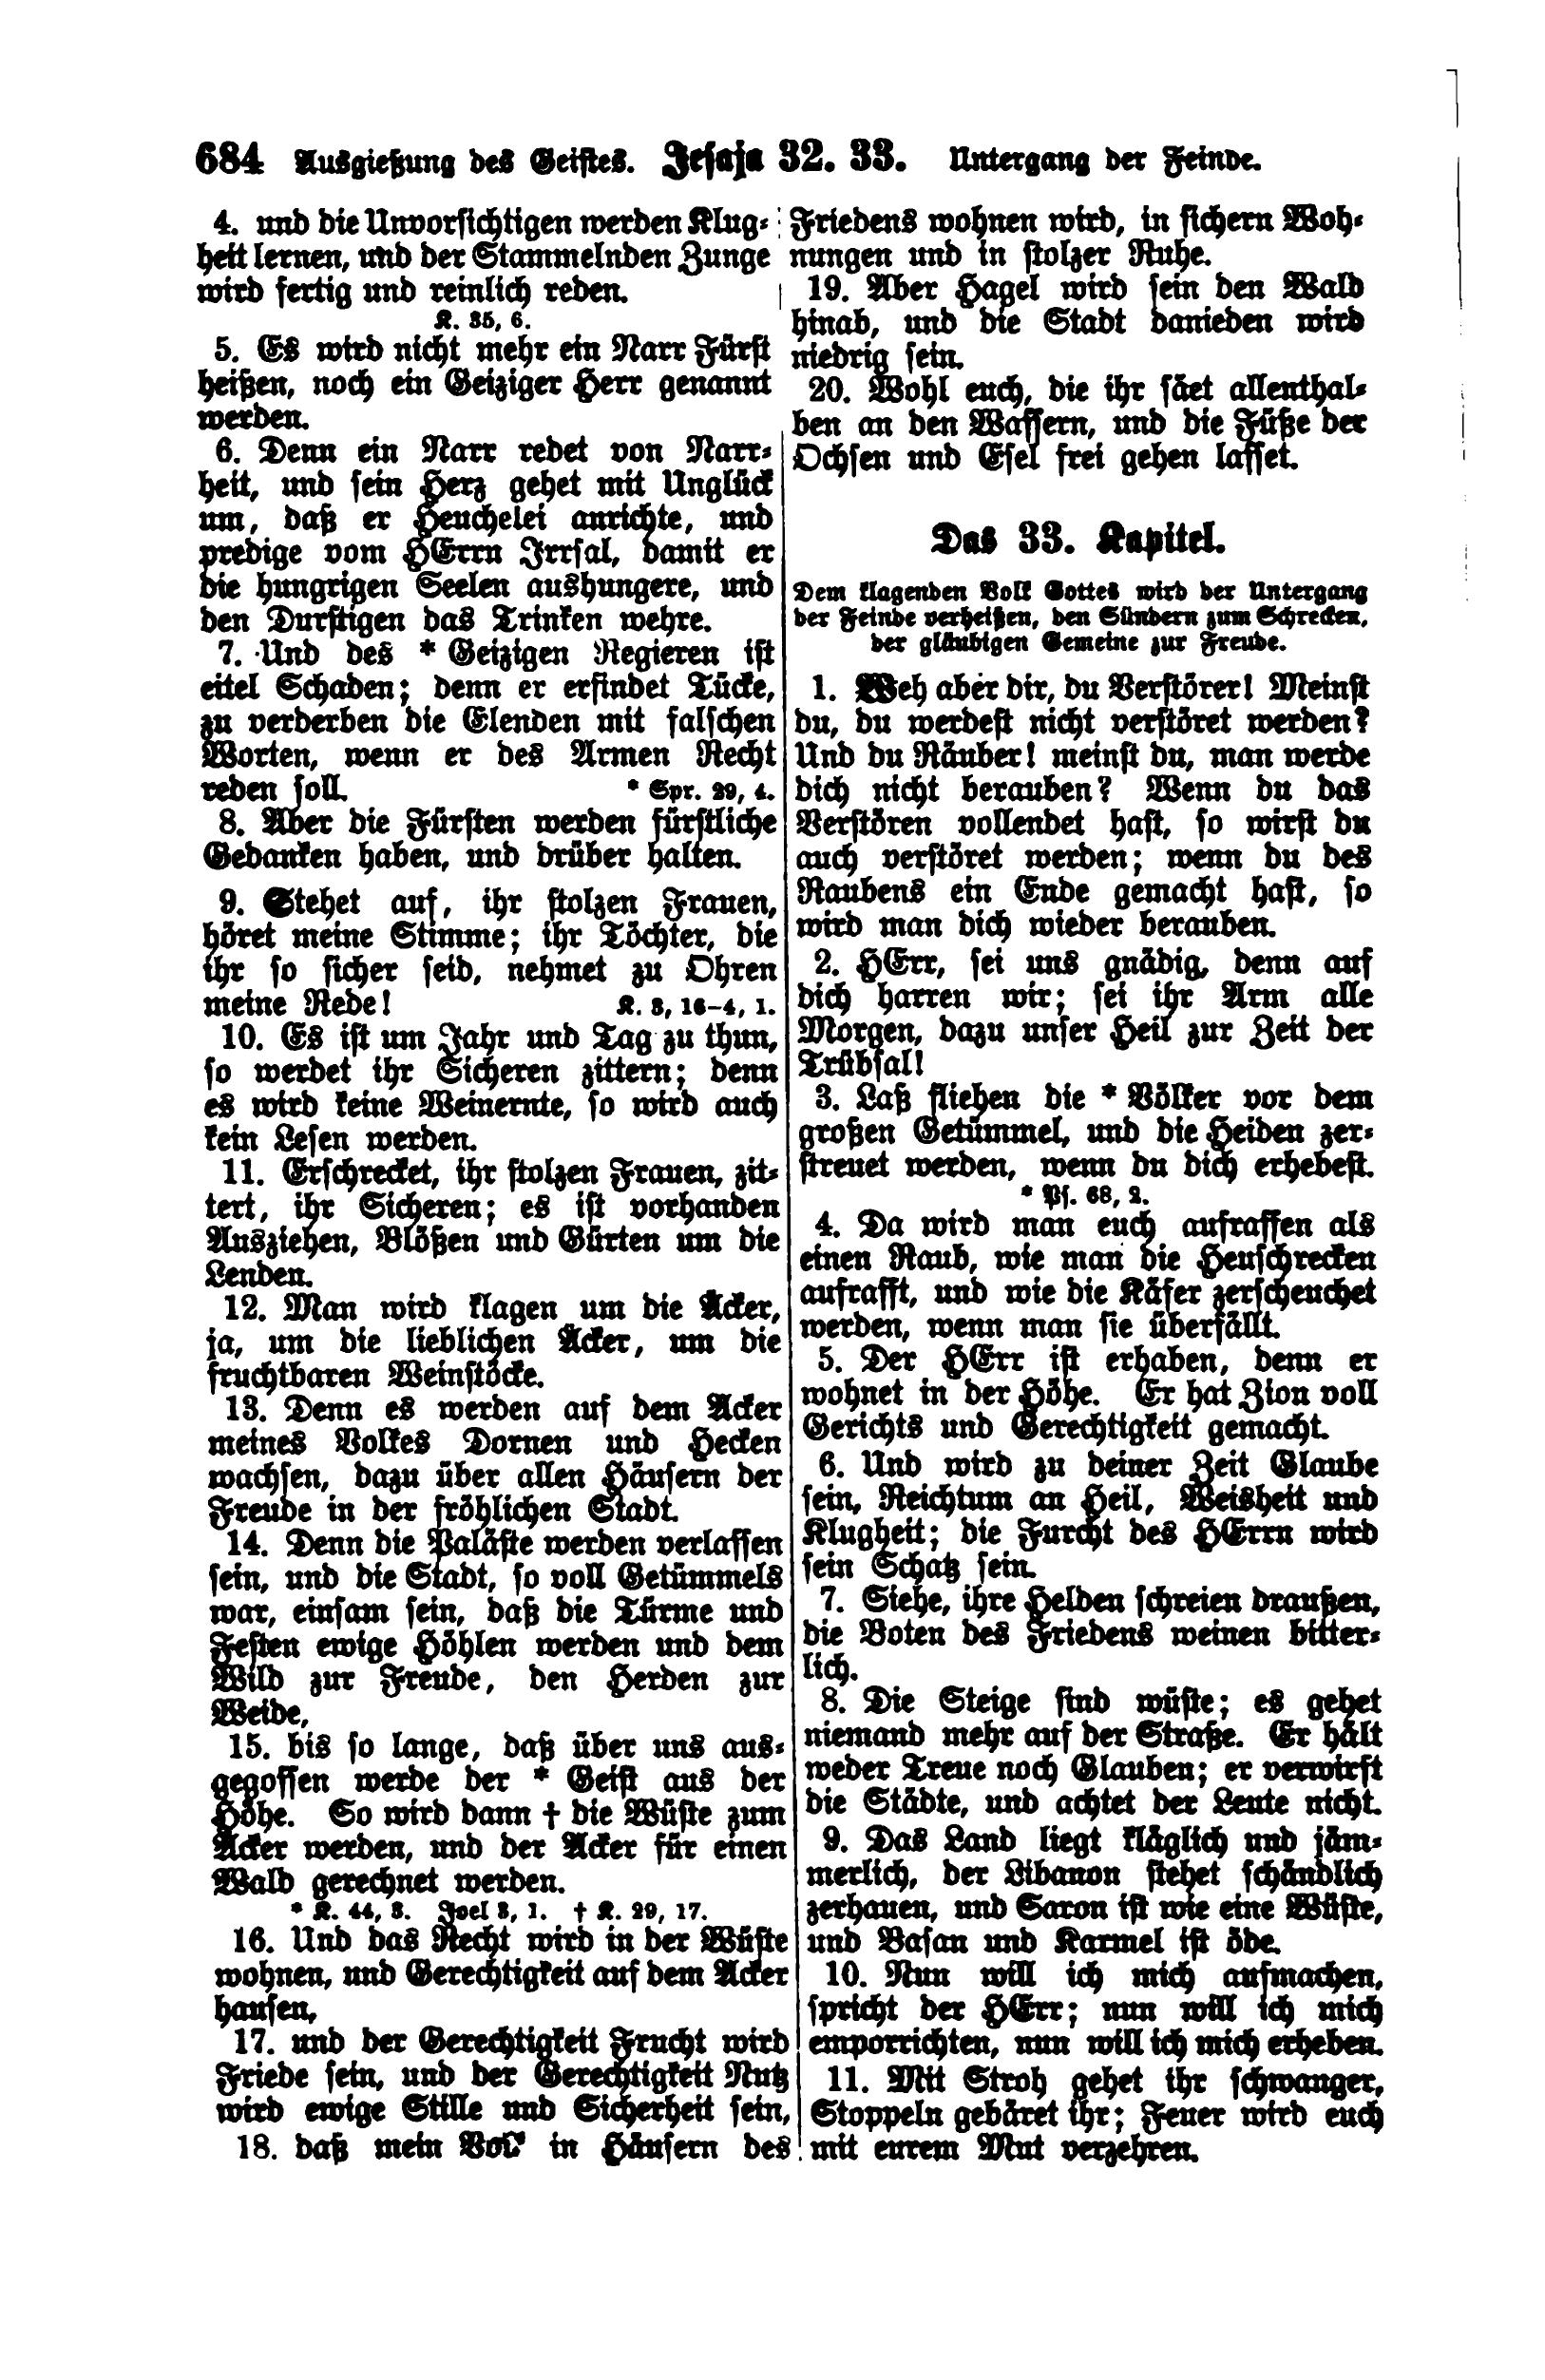 684 Ausgießung des Geistes. Jesaja 32. 33. Untergang der Feinde.
4. und die Unvorsichtigen werden Klug-
heit lernen, und der Stammelnden Zunge
wird fertig und reinlich reden.
K. 35, 6.
5. Es wird nicht mehr ein Narr Fürst
heißen, noch ein Geiziger Herr genannt
werden.
6. Denn ein Narr redet von Narr-
heit, und sein Herz gehet mit Unglück
um, daß er Heuchelei anrichte, und
predige vom HErrn Irrsal, damit er
die hungrigen Seelen aushungere, und
den Durstigen das Trinken wehre.
7. Und des * Geizigen Regieren ist
eitel Schaden; denn er erfindet Tücke,
zu verderben die Elenden mit falschen
Worten, wenn er des Armen Recht
reden soll. * Spr. 29, 4.
8. Aber die Fürsten werden fürstliche
Gedanken haben, und drüber halten.
9. Stehet auf, ihr stolzen Frauen,
höret meine Stimme; ihr Töchter, die
ihr so sicher seid, nehmet zu Ohren
meine Rede! K. 3, 16–4, 1.
10. Es ist um Jahr und Tag zu thun,
so werdet ihr Sicheren zittern; denn
es wird keine Weinernte, so wird auch
kein Lesen werden.
11. Erschrecket, ihr stolzen Frauen, zit-
tert, ihr Sicheren; es ist vorhanden
Ausziehen, Blößen und Gürten um die
Lenden.
12. Man wird klagen um die Äcker,
ja, um die lieblichen Äcker, um die
fruchtbaren Weinstöcke.
13. Denn es werden auf dem Acker
meines Volkes Dornen und Hecken
wachsen, dazu über allen Häusern der
Freude in der fröhlichen Stadt.
14. Denn die Paläste werden verlassen
sein, und die Stadt, so voll Getümmels
war, einsam sein, daß die Türme und
Festen ewige Höhlen werden und dem
Wild zur Freude, den Herden zur
Weide,
15. bis so lange, daß über uns aus-
gegossen werde der * Geist aus der
Höhe. So wird dann † die Wüste zum
Acker werden, und der Acker für einen
Wald gerechnet werden.
* K. 44, 3. Joel 3, 1. † K. 29, 17.
16. Und das Recht wird in der Wüste
wohnen, und Gerechtigkeit auf dem Acker
hausen,
17. und der Gerechtigkeit Frucht wird
Friede sein, und der Gerechtigkeit Nutz
wird ewige Stille und Sicherheit sein,
18. daß mein Volk in Häusern des
Friedens wohnen wird, in sichern Woh-
nungen und in stolzer Ruhe.
19. Aber Hagel wird sein den Wald
hinab, und die Stadt danieden wird
niedrig sein.
20. Wohl euch, die ihr säet allenthal-
ben an den Wassern, und die Füße der
Ochsen und Esel frei gehen lasset.
Das 33. Kapitel.
Dem klagenden Volk Gottes wird der Untergang
der Feinde verheißen, den Sündern zum Schrecken,
der gläubigen Gemeine zur Freude.
1. Weh aber dir, du Verstörer! Meinst
du, du werdest nicht verstöret werden?
Und du Räuber! meinst du, man werde
dich nicht berauben? Wenn du das
Verstören vollendet hast, so wirst du
auch verstöret werden; wenn du des
Raubens ein Ende gemacht hast, so
wird man dich wieder berauben.
2. HErr, sei uns gnädig, denn auf
dich harren wir; sei ihr Arm alle
Morgen, dazu unser Heil zur Zeit der
Trübsal!
3. Laß fliehen die * Völker vor dem
großen Getümmel, und die Heiden zer-
streuet werden, wenn du dich erhebest.
* Ps. 68, 2.
4. Da wird man euch aufraffen als
einen Raub, wie man die Heuschrecken
aufrafft, und wie die Käfer zerscheuchet
werden, wenn man sie überfällt.
5. Der HErr ist erhaben, denn er
wohnet in der Höhe. Er hat Zion voll
Gerichts und Gerechtigkeit gemacht.
6. Und wird zu deiner Zeit Glaube
sein, Reichtum an Heil, Weisheit und
Klugheit; die Furcht des HErrn wird
sein Schatz sein.
7. Siehe, ihre Helden schreien draußen,
die Boten des Friedens weinen bitter-
lich.
8. Die Steige sind wüste; es gehet
niemand mehr auf der Straße. Er hält
weder Treue noch Glauben; er verwirft
die Städte, und achtet der Leute nicht.
9. Das Land liegt kläglich und jäm-
merlich, der Libanon stehet schändlich
zerhauen, und Saron ist wie eine Wüste,
und Basan und Karmel ist öde.
10. Nun will ich mich aufmachen,
spricht der HErr; nun will ich mich
emporrichten, nun will ich mich erheben.
11. Mit Stroh gehet ihr schwanger,
Stoppeln gebäret ihr; Feuer wird euch
mit eurem Mut verzehren.